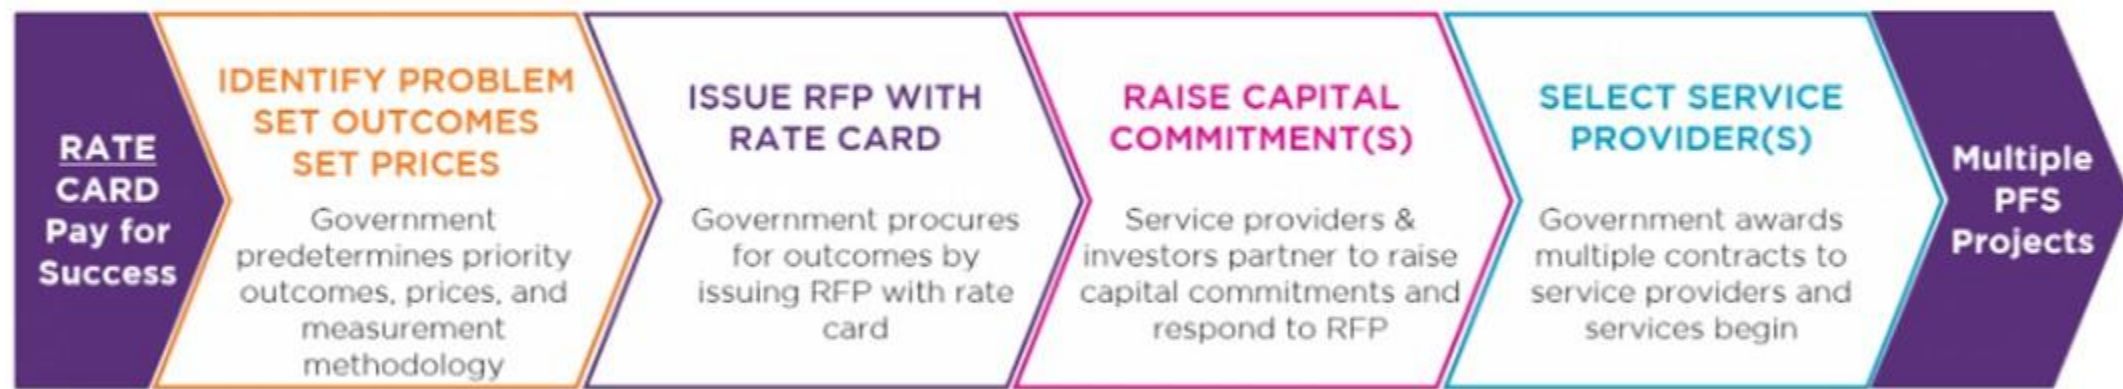 RATE
CARD
Pay for
Success
IDENTIFY PROBLEM
SET OUTCOMES
SET PRICES
Government
predetermines priority
outcomes, prices, and
measurement
methodology
ISSUE RFP WITH
RATE CARD
Government procures
for outcomes by
issuing RFP with rate
card
RAISE CAPITAL
COMMITMENT(S)
Service providers &
investors partner to raise
capital commitments and
respond to RFP
SELECT SERVICE
PROVIDER(S)
Government awards
multiple contracts to
service providers and
services begin
Multiple
PFS
Projects